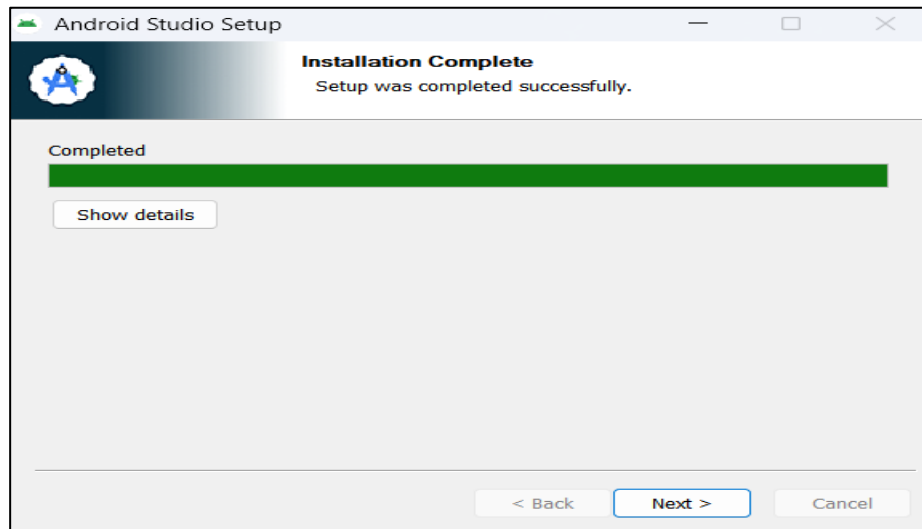 Android Studio Setup
Installation Complete
Setup was completed successfully.
Completed
Show details
< Back
Next >
Cancel